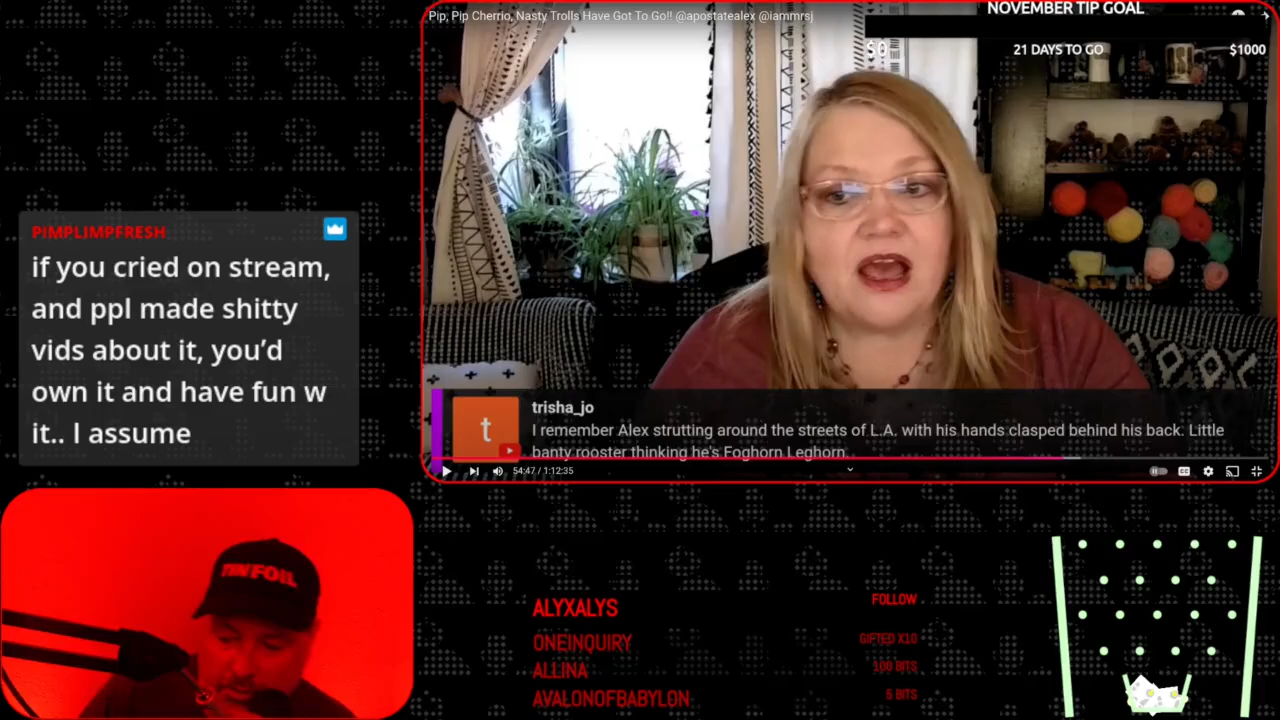 Pip, Pip Cherrio, Nasty Trolls Have Got To Go!! @apostatealex @iammrsj
NOVEMBER TIP GOAL
$0
21 DAYS TO GO
$1000
PIMPLIMPFRESH
if you cried on stream,
and ppl made shitty
vids about it, you'd
own it and have fun w
it.. I assume
t
trisha_jo
I remember Alex strutting around the streets of L.A. with his hands clasped behind his back. Little
banty rooster thinking he's Foghorn Leghorn.
54:47 / 1:12:35
CC
TINFOIL
ALYXALYS
FOLLOW
ONEINQUIRY
GIFTED X10
ALLINA
100 BITS
AVALONOFBABYLON
5 BITS